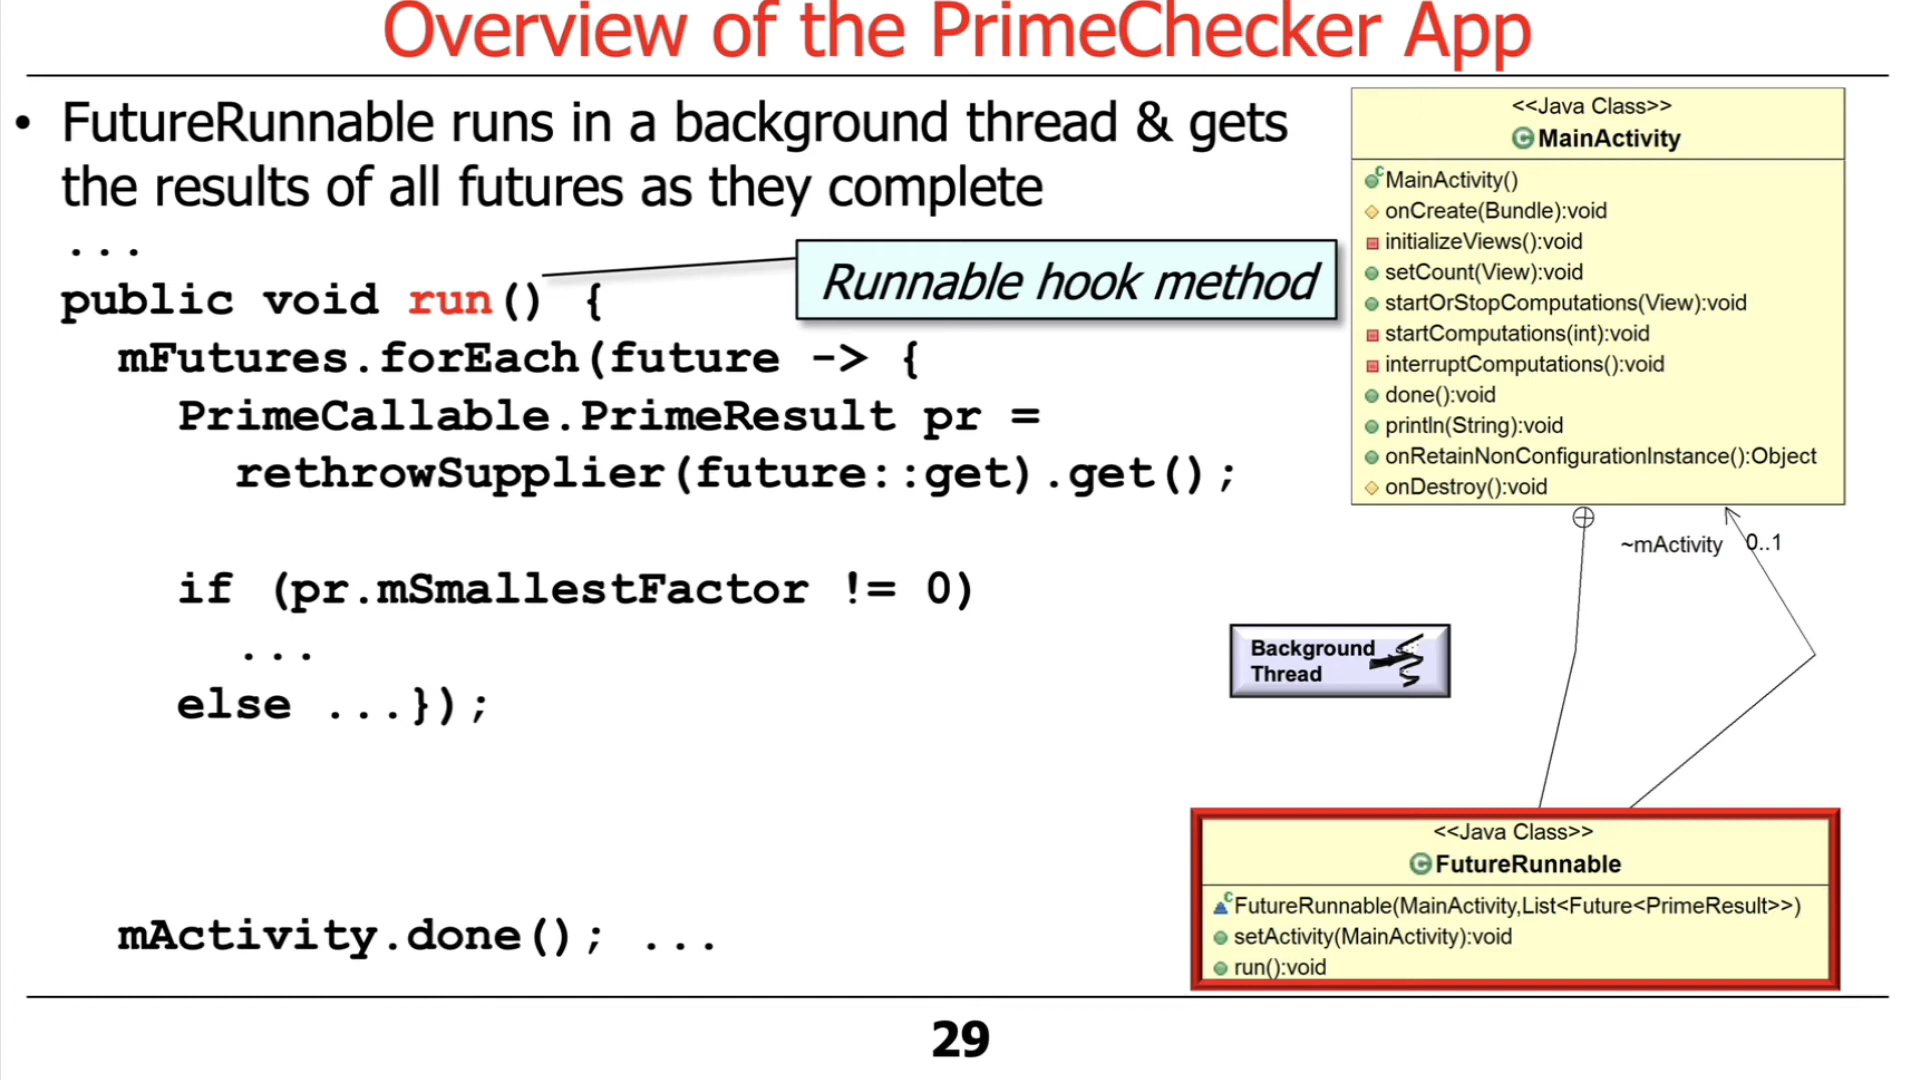 Overview of the PrimeChecker App
• FutureRunnable runs in a background thread & gets
the results of all futures as they complete
...
public void run() {
Runnable hook method
mFutures.forEach(future -> {
PrimeCallable.PrimeResult pr =
rethrowSupplier(future::get).get();
if (pr.mSmallestFactor != 0)
...
else ...});
mActivity.done(); ...
<<Java Class>>
C MainActivity
C MainActivity()
onCreate(Bundle):void
initializeViews():void
setCount(View):void
startOrStopComputations(View):void
startComputations(int):void
interruptComputations():void
done():void
println(String):void
onRetainNonConfigurationInstance():Object
onDestroy():void
~mActivity 0..1
Background
Thread
<<Java Class>>
C FutureRunnable
C FutureRunnable(MainActivity,List<Future<PrimeResult>>)
setActivity(MainActivity):void
run():void
29